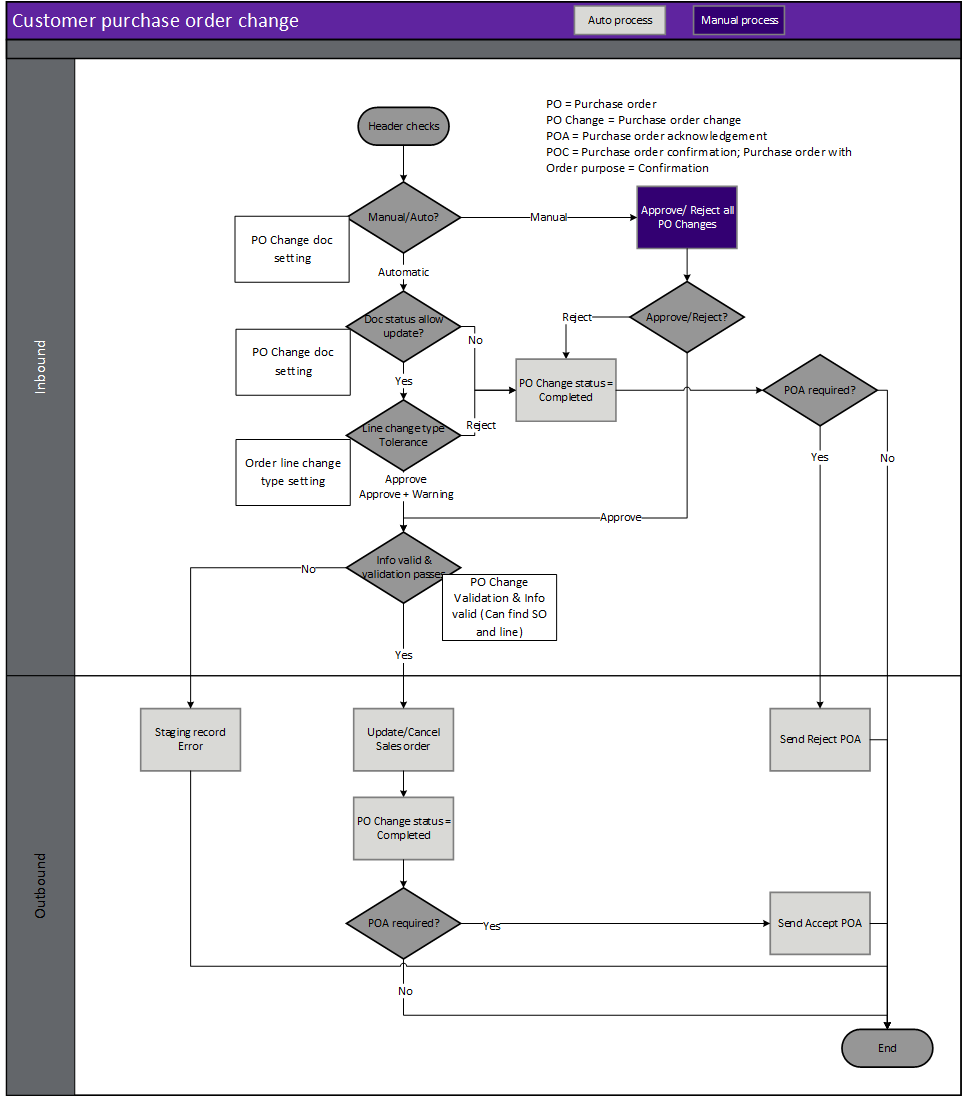 Customer purchase order change
Auto process
Manual process
PO = Purchase order
PO Change = Purchase order change
POA = Purchase order acknowledgement
POC = Purchase order confirmation; Purchase order with
Order purpose = Confirmation
Header checks
Manual/Auto?
Manual
Approve/ Reject all
PO Changes
PO Change doc
setting
Automatic
Doc status allow
update?
No
Reject
Approve/Reject?
PO Change doc
setting
Yes
PO Change status =
Completed
POA required?
Inbound
Line change type
Tolerance
Reject
Order line change
type setting
Approve
Approve + Warning
Yes
No
Approve
Info valid &
validation passes
No
PO Change
Validation & Info
valid (Can find SO
and line)
Yes
Staging record
Error
Update/Cancel
Sales order
Send Reject POA
PO Change status =
Completed
Outbound
POA required?
Yes
Send Accept POA
No
End